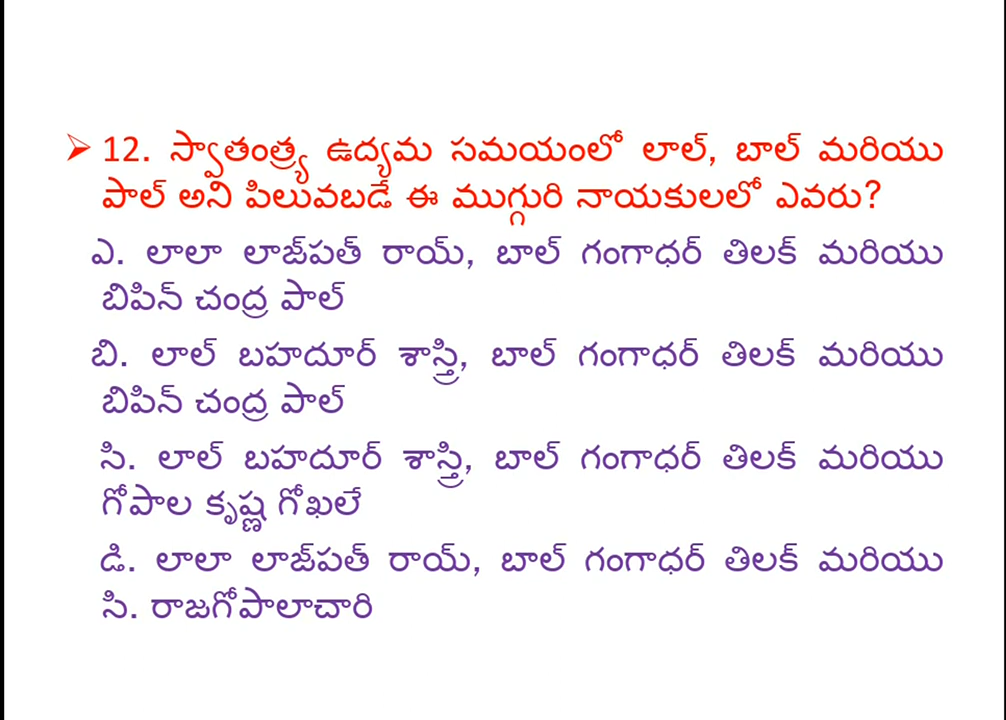 ➢ 12. స్వాతంత్ర్య ఉద్యమ సమయంలో లాల్, బాల్ మరియు
పాల్ అని పిలువబడే ఈ ముగ్గురి నాయకులలో ఎవరు?
ఎ. లాలా లాజ్‌పత్ రాయ్, బాల్ గంగాధర్ తిలక్ మరియు
బిపిన్ చంద్ర పాల్
బి. లాల్ బహదూర్ శాస్త్రి, బాల్ గంగాధర్ తిలక్ మరియు
బిపిన్ చంద్ర పాల్
సి. లాల్ బహదూర్ శాస్త్రి, బాల్ గంగాధర్ తిలక్ మరియు
గోపాల కృష్ణ గోఖలే
డి. లాలా లాజ్‌పత్ రాయ్, బాల్ గంగాధర్ తిలక్ మరియు
సి. రాజగోపాలాచారి